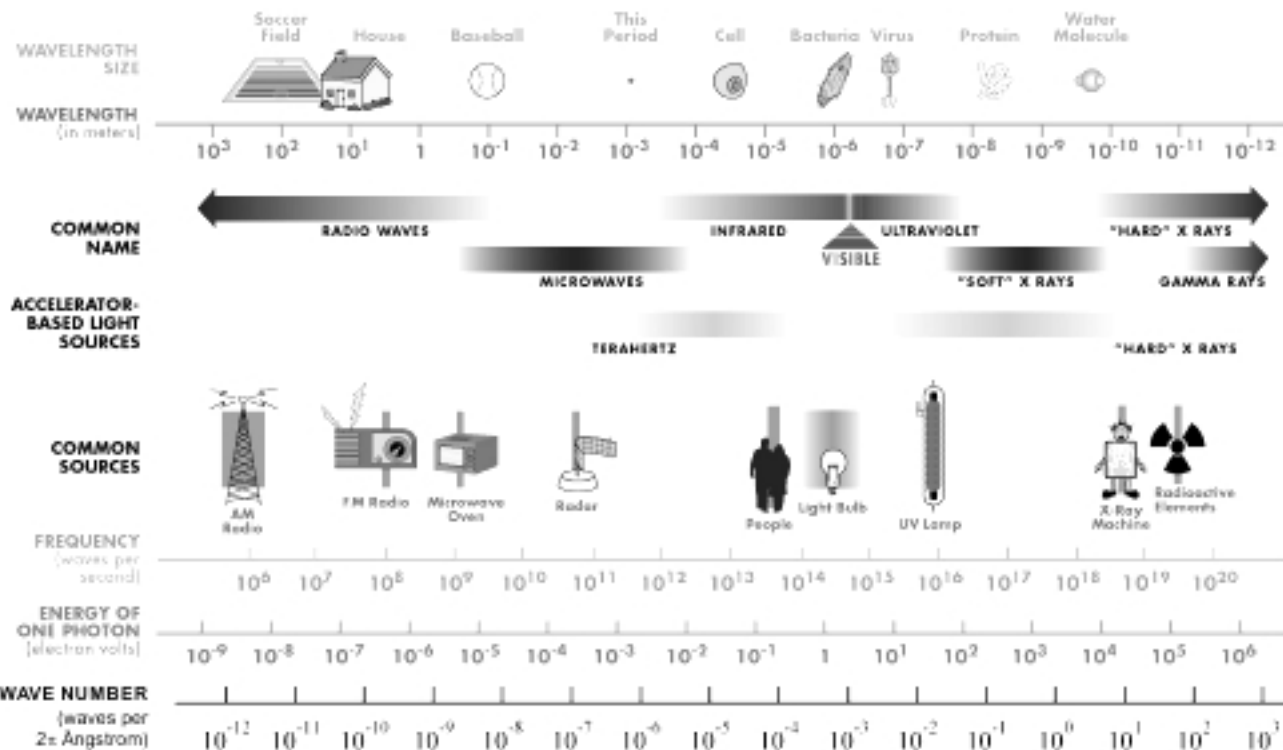 Soccer Field House Baseball This Period Cell Bacteria Virus Protein Water Molecule
WAVELENGTH SIZE
WAVELENGTH
(in meters)
10³ 10² 10¹ 1 10⁻¹ 10⁻² 10⁻³ 10⁻⁴ 10⁻⁵ 10⁻⁶ 10⁻⁷ 10⁻⁸ 10⁻⁹ 10⁻¹⁰ 10⁻¹¹ 10⁻¹²
COMMON NAME
RADIO WAVES INFRARED ULTRAVIOLET "HARD" X RAYS
VISIBLE
MICROWAVES "SOFT" X RAYS GAMMA RAYS
ACCELERATOR-
BASED LIGHT
SOURCES
TERAHERTZ "HARD" X RAYS
COMMON
SOURCES
AM Radio FM Radio Microwave Oven Radar People Light Bulb UV Lamp X-Ray Machine Radioactive Elements
FREQUENCY
(waves per
second)
10⁶ 10⁷ 10⁸ 10⁹ 10¹⁰ 10¹¹ 10¹² 10¹³ 10¹⁴ 10¹⁵ 10¹⁶ 10¹⁷ 10¹⁸ 10¹⁹ 10²⁰
ENERGY OF
ONE PHOTON
(electron volts)
10⁻⁹ 10⁻⁸ 10⁻⁷ 10⁻⁶ 10⁻⁵ 10⁻⁴ 10⁻³ 10⁻² 10⁻¹ 1 10¹ 10² 10³ 10⁴ 10⁵ 10⁶
WAVE NUMBER
(waves per
2π Ångstrom)
10⁻¹² 10⁻¹¹ 10⁻¹⁰ 10⁻⁹ 10⁻⁸ 10⁻⁷ 10⁻⁶ 10⁻⁵ 10⁻⁴ 10⁻³ 10⁻² 10⁻¹ 10⁰ 10¹ 10² 10³